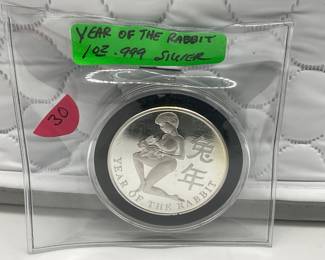 YEAR OF THE RABBIT
1OZ .999 SILVER
30
兔年
YEAR OF THE RABBIT